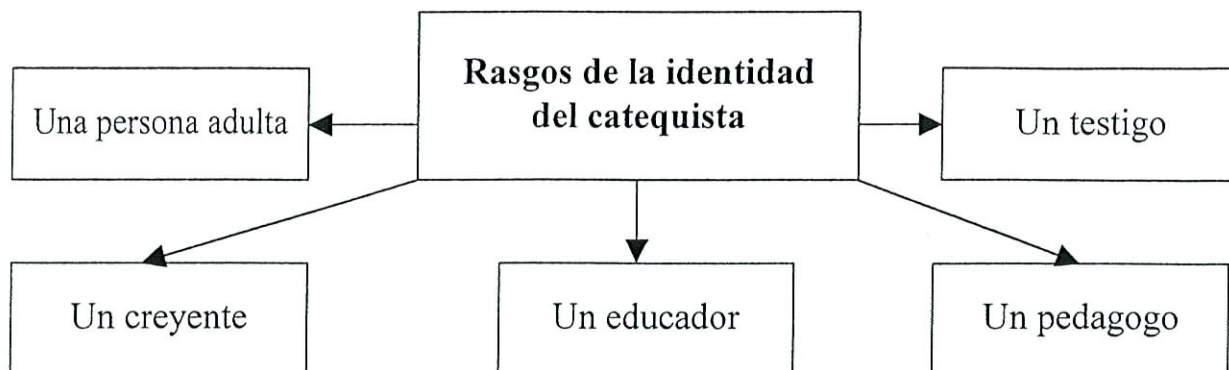 Rasgos de la identidad
del catequista
Una persona adulta
Un testigo
Un creyente
Un educador
Un pedagogo